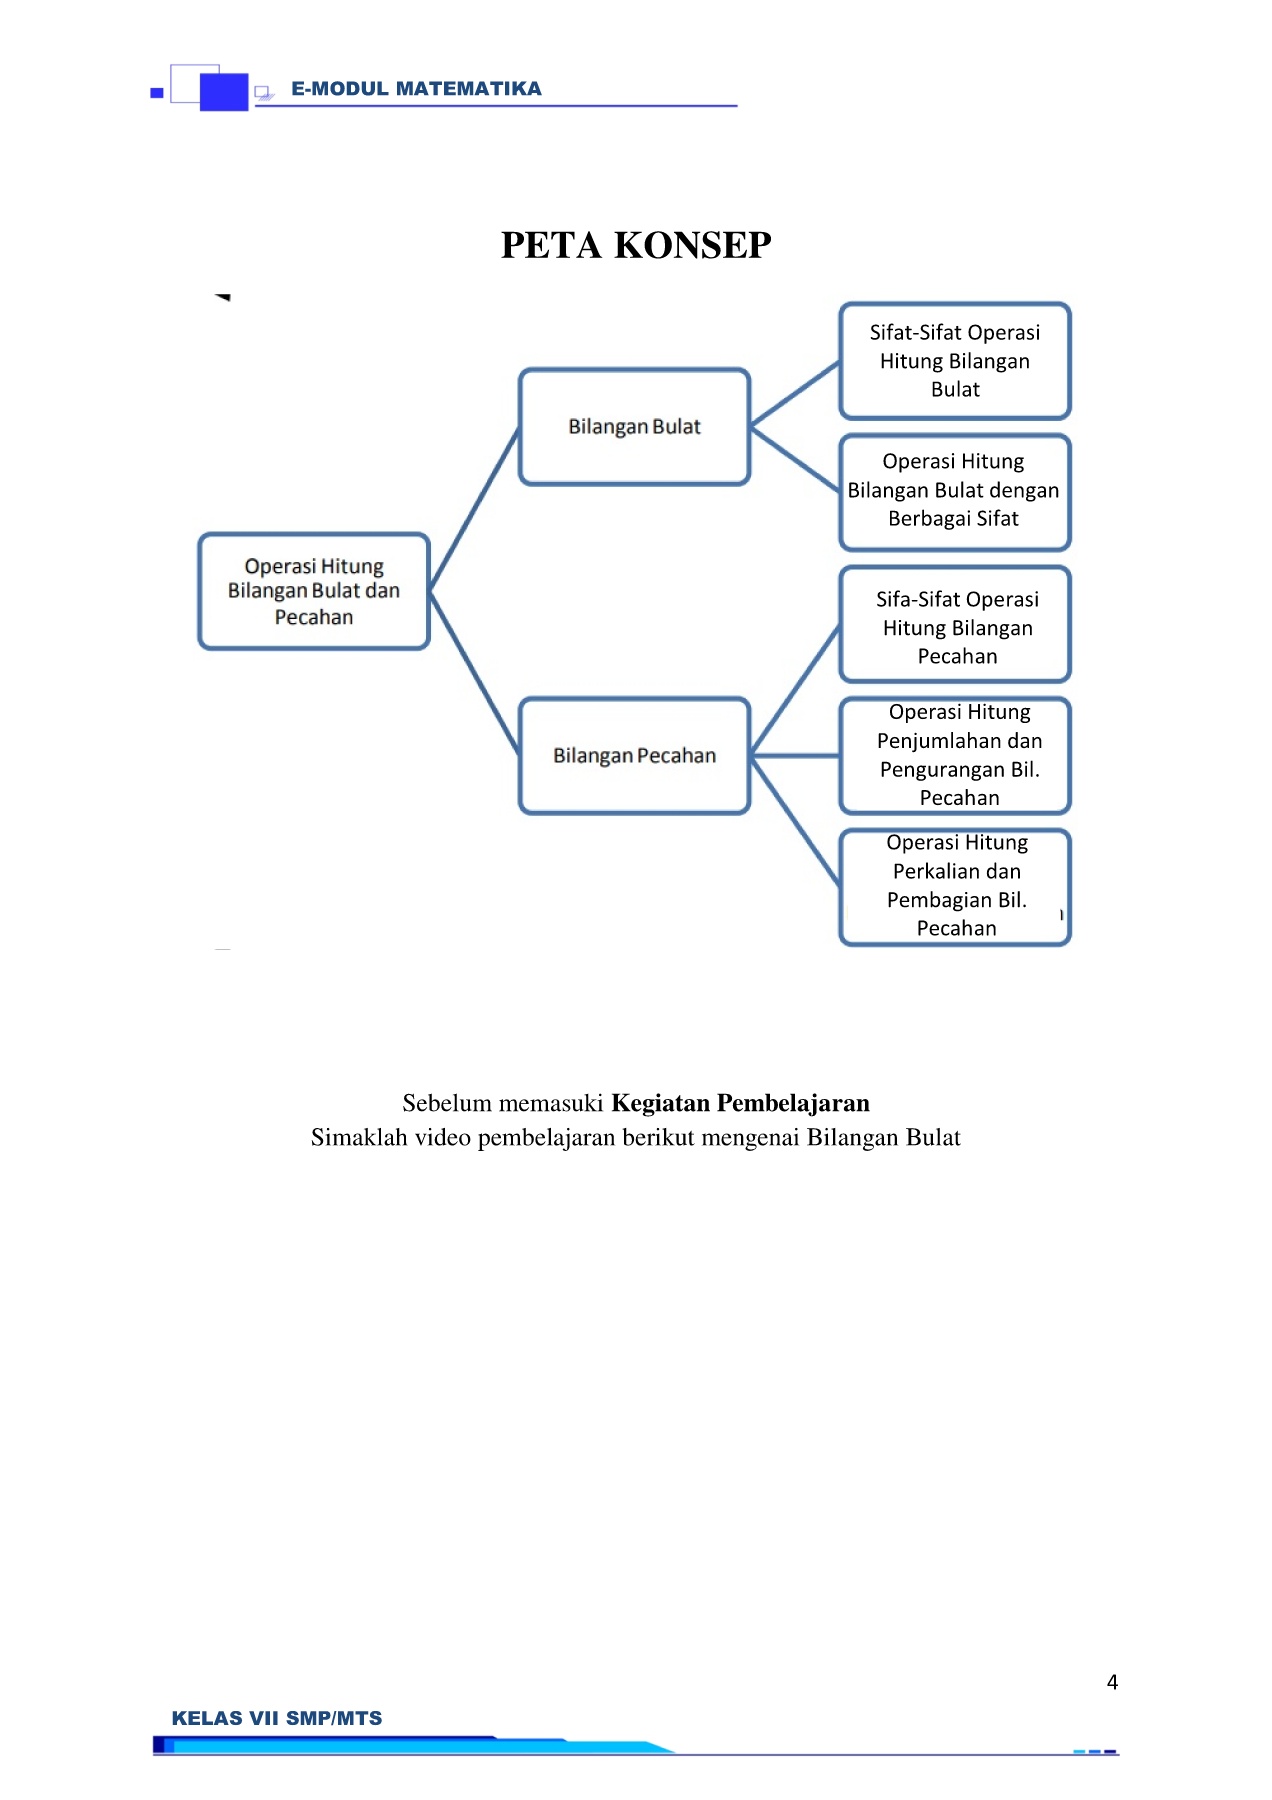 E-MODUL MATEMATIKA
PETA KONSEP
Operasi Hitung
Bilangan Bulat dan
Pecahan
Bilangan Bulat
Sifat-Sifat Operasi
Hitung Bilangan
Bulat
Operasi Hitung
Bilangan Bulat dengan
Berbagai Sifat
Bilangan Pecahan
Sifa-Sifat Operasi
Hitung Bilangan
Pecahan
Operasi Hitung
Penjumlahan dan
Pengurangan Bil.
Pecahan
Operasi Hitung
Perkalian dan
Pembagian Bil.
Pecahan
Sebelum memasuki Kegiatan Pembelajaran
Simaklah video pembelajaran berikut mengenai Bilangan Bulat
4
KELAS VII SMP/MTS